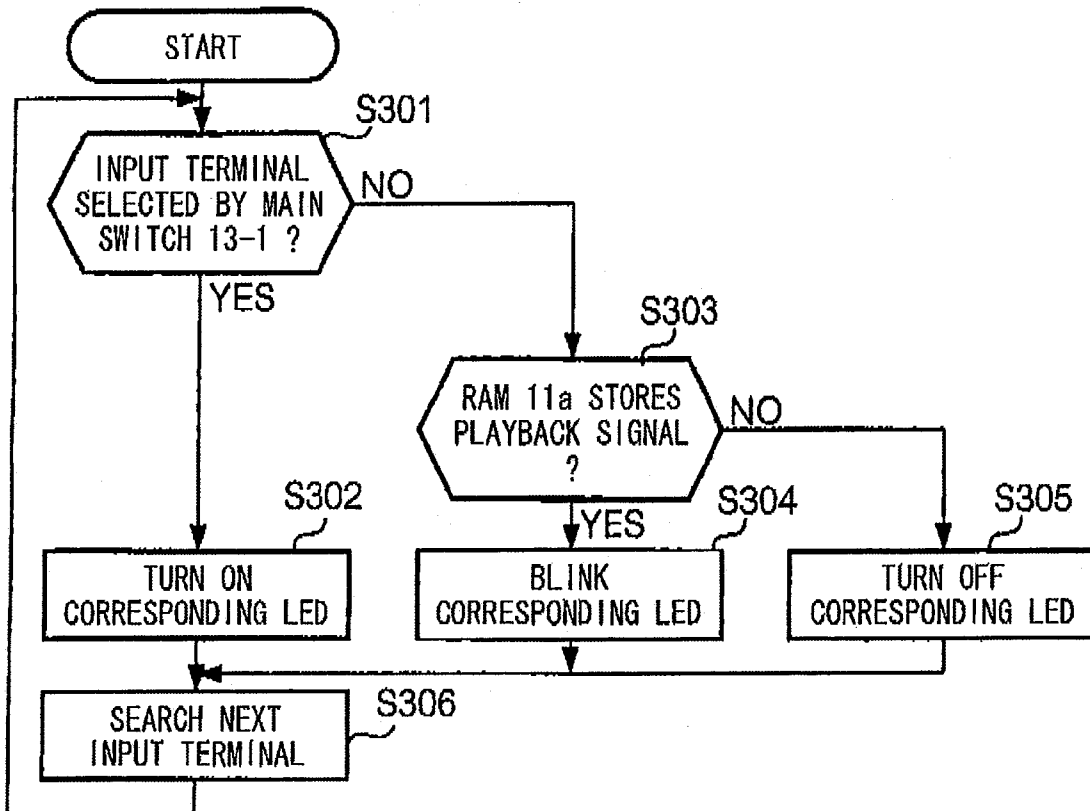 START
S301
INPUT TERMINAL
SELECTED BY MAIN
SWITCH 13-1 ?
NO
YES
S303
RAM 11a STORES
PLAYBACK SIGNAL
?
NO
YES
S302
TURN ON
CORRESPONDING LED
S304
BLINK
CORRESPONDING LED
S305
TURN OFF
CORRESPONDING LED
S306
SEARCH NEXT
INPUT TERMINAL